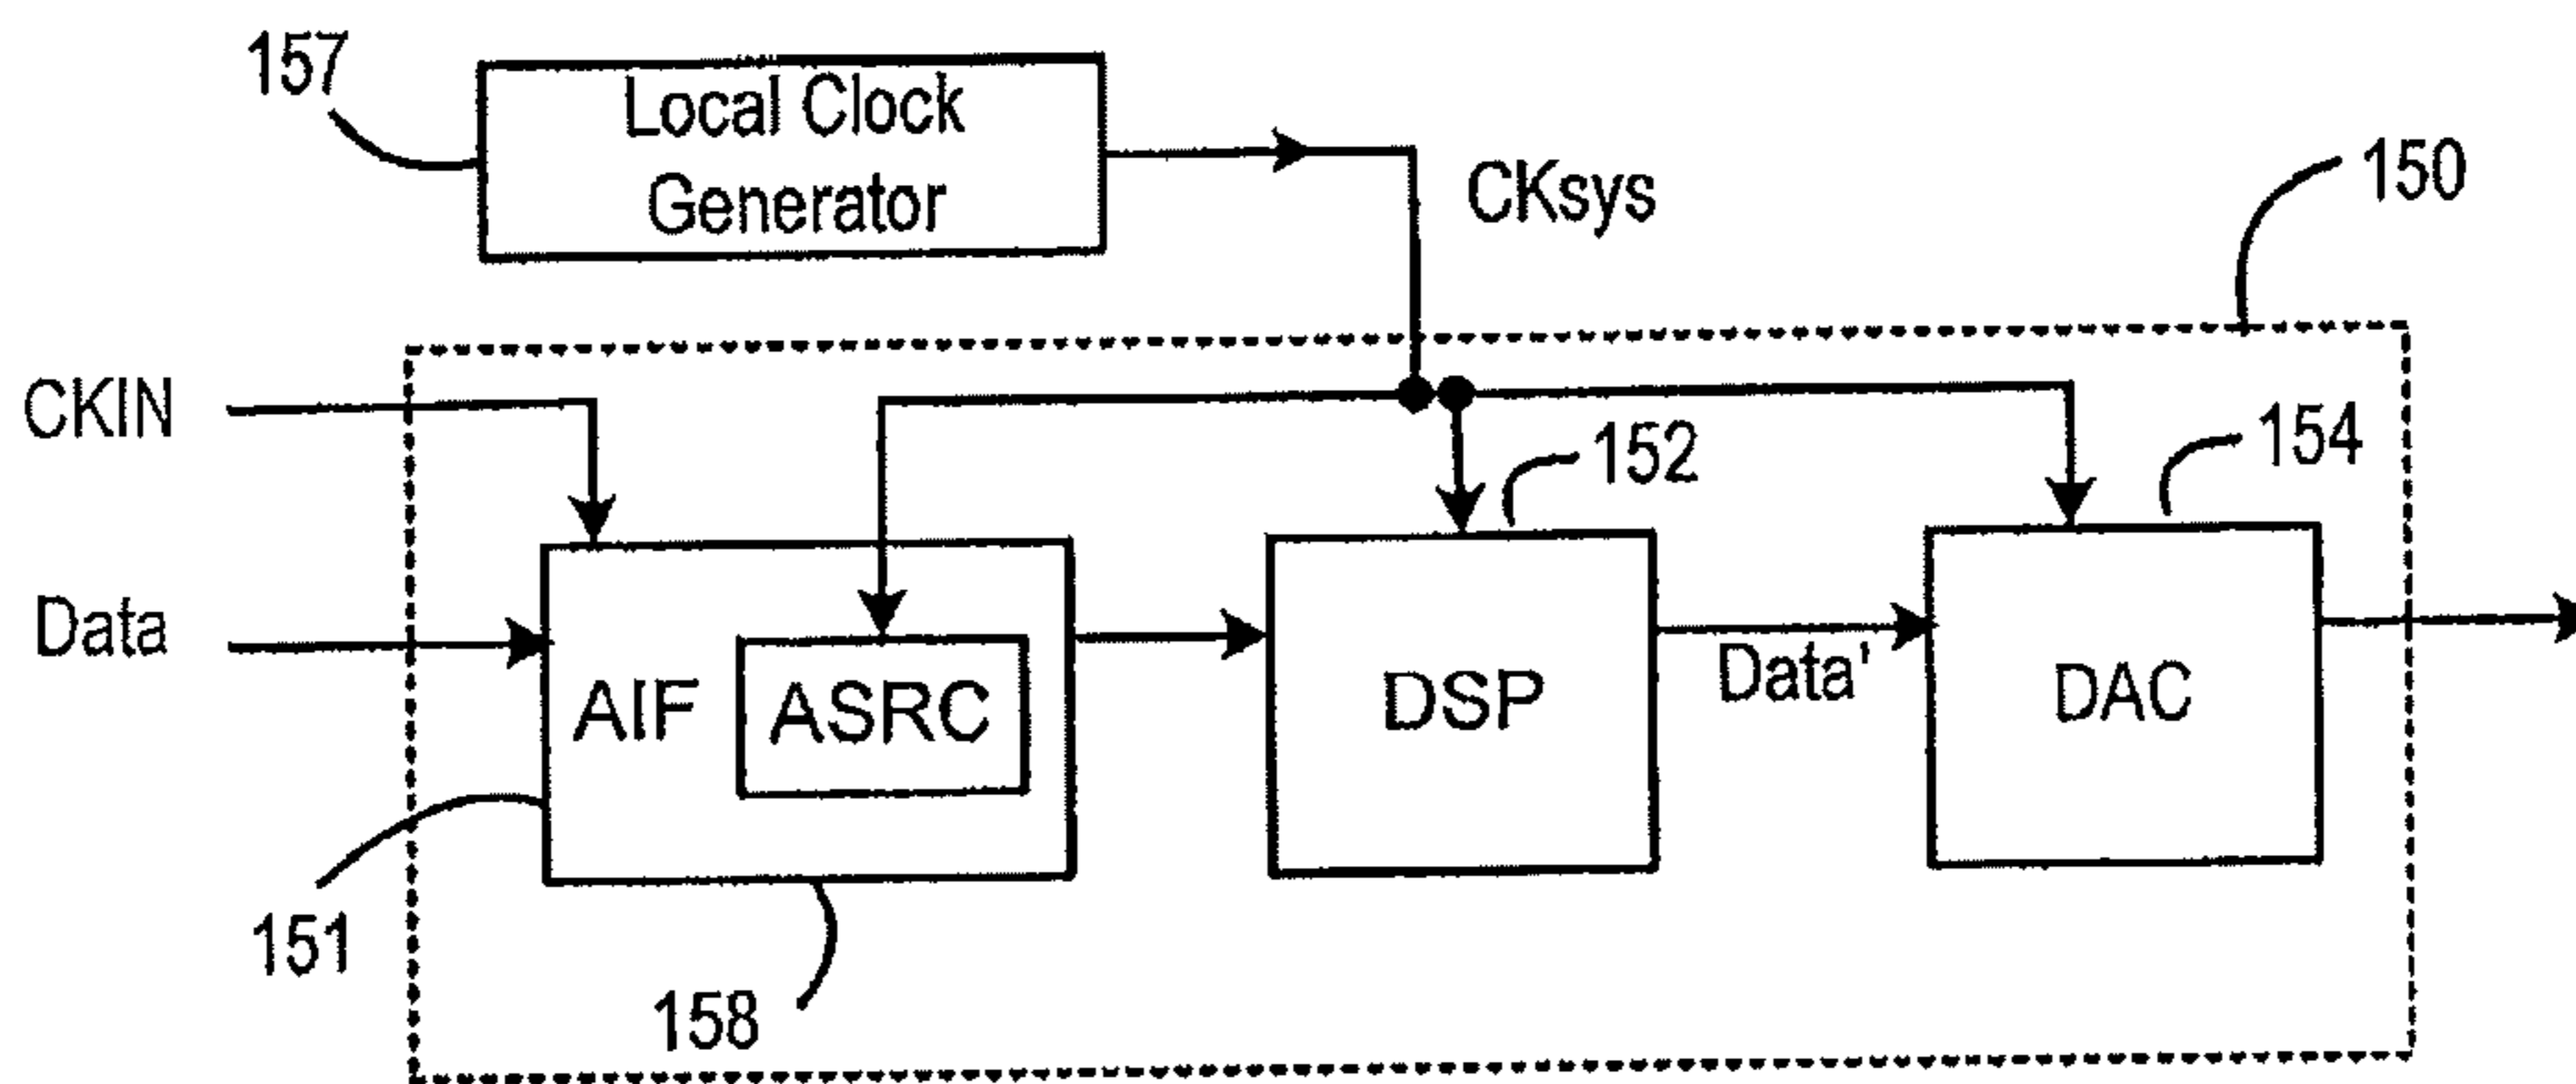 157
Local Clock
Generator
CKsys
150
CKIN
152
154
Data
AIF
ASRC
DSP
Data'
DAC
151
158